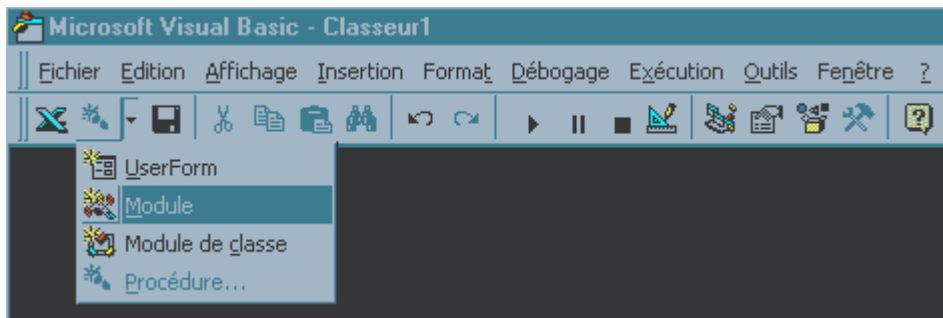 Microsoft Visual Basic - Classeur1
Fichier Edition Affichage Insertion Format Débogage Exécution Outils Fenêtre ?
UserForm
Module
Module de classe
Procédure...